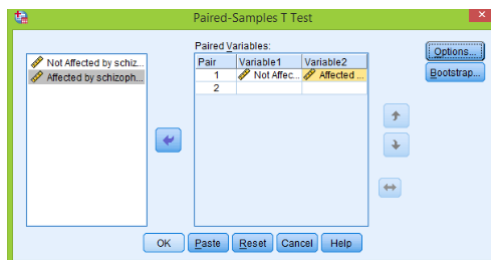 Paired-Samples T Test
Not Affected by schiz...
Affected by schizoph...
Paired Variables:
Pair Variable1 Variable2
1 Not Affec... Affected ...
2
Options...
Bootstrap...
OK Paste Reset Cancel Help